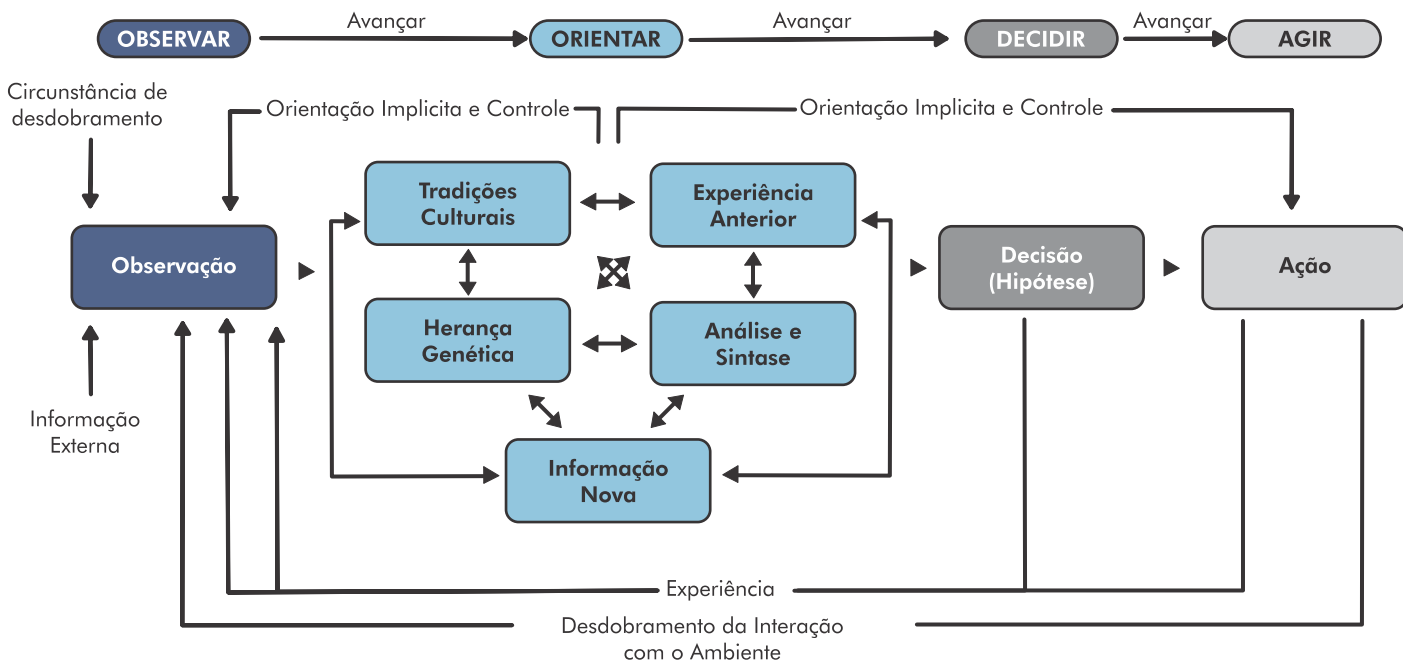 Avançar
Avançar
Avançar
OBSERVAR
ORIENTAR
DECIDIR
AGIR
Circunstância de
desdobramento
Orientação Implicita e Controle
Orientação Implicita e Controle
Tradições
Culturais
Experiência
Anterior
Observação
Decisão
(Hipótese)
Ação
Herança
Genética
Análise e
Sintase
Informação
Externa
Informação
Nova
Experiência
Desdobramento da Interação
com o Ambiente